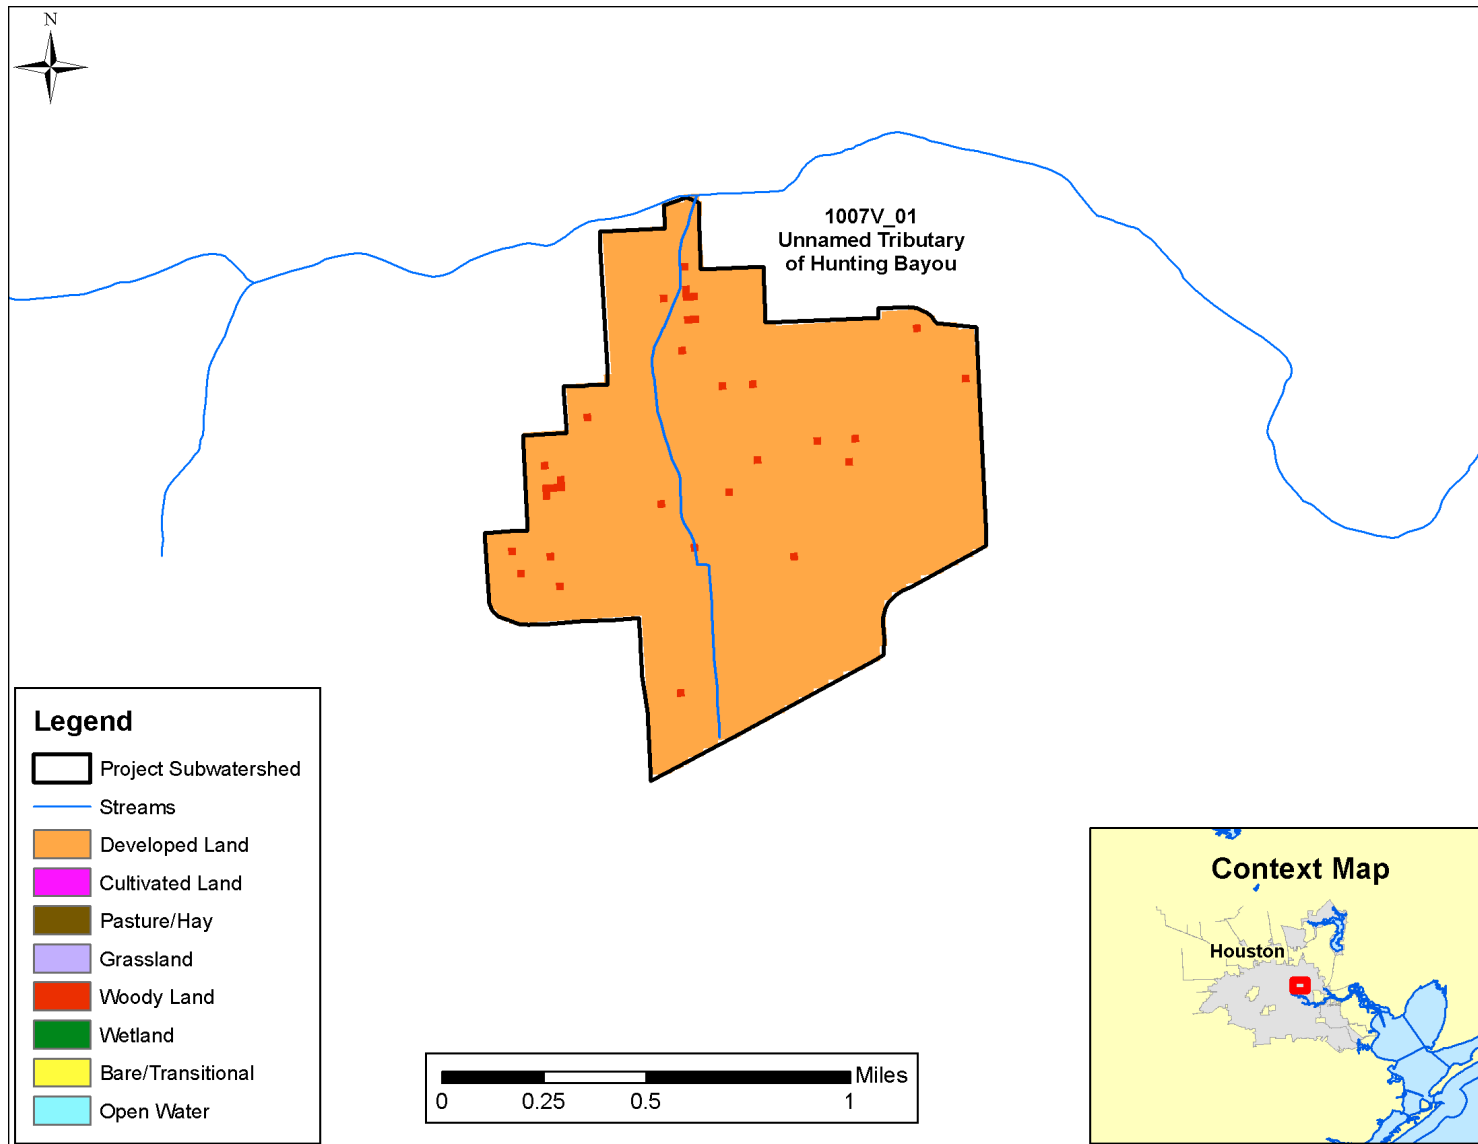 N
1007V_01
Unnamed Tributary
of Hunting Bayou
Legend
Project Subwatershed
Streams
Developed Land
Cultivated Land
Pasture/Hay
Grassland
Woody Land
Wetland
Bare/Transitional
Open Water
Miles
0 0.25 0.5 1
Context Map
Houston